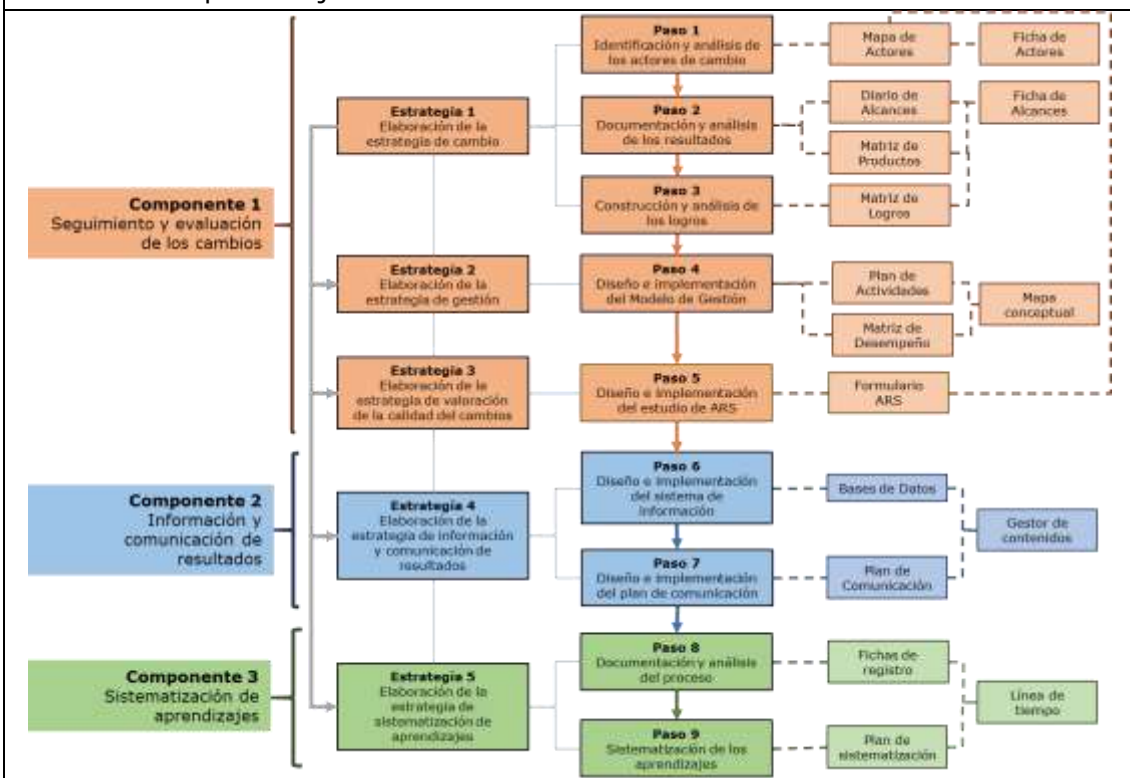 Componente 1
Seguimiento y evaluación
de los cambios
Componente 2
Información y
comunicación de
resultados
Componente 3
Sistematización de
aprendizajes
Estrategia 1
Elaboración de la
estrategia de cambio
Estrategia 2
Elaboración de la
estrategia de gestión
Estrategia 3
Elaboración de la
estrategia de valoración
de la calidad del cambios
Estrategia 4
Elaboración de la
estrategia de información
y comunicación de
resultados
Estrategia 5
Elaboración de la
estrategia de
sistematización de
aprendizajes
Paso 1
Identificación y análisis de
los actores de cambio
Paso 2
Documentación y análisis
de los resultados
Paso 3
Construcción y análisis de
los logros
Paso 4
Diseño e implementación
del Modelo de Gestión
Paso 5
Diseño e implementación
del estudio de ARS
Paso 6
Diseño e implementación
del sistema de
información
Paso 7
Diseño e implementación
del plan de comunicación
Paso 8
Documentación y análisis
del proceso
Paso 9
Sistematización de los
aprendizajes
Mapa de
Actores
Ficha de
Actores
Diario de
Alcances
Ficha de
Alcances
Matriz de
Productos
Matriz de
Logros
Plan de
Actividades
Mapa
conceptual
Matriz de
Desempeño
Formulario
ARS
Bases de Datos
Gestor de
contenidos
Plan de
Comunicación
Fichas de
registro
Línea de
tiempo
Plan de
sistematización